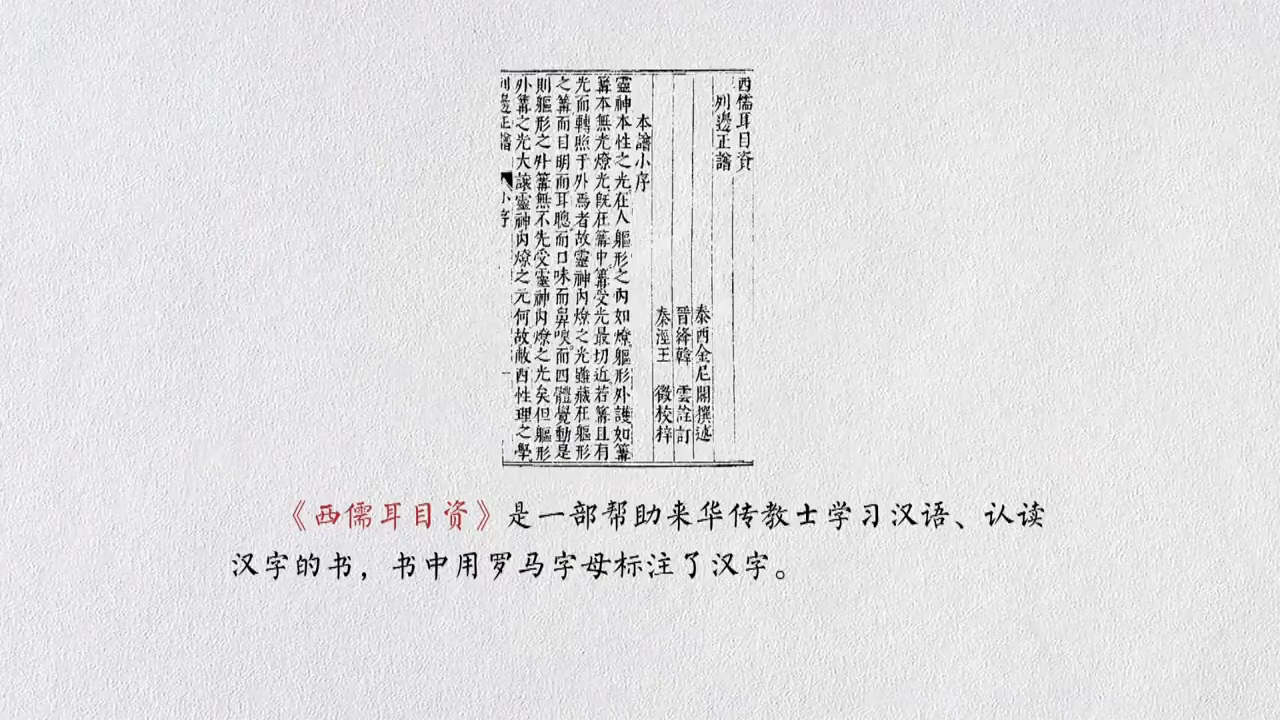 西儒耳目資
列邊正譜
泰西金尼閣撰述
晉絳韓 雲詮訂
秦涇王 徵校梓
本譜小序
靈神本性之光在人軀形之內如燎軀形外護如篝
篝本無光燎光旣在篝中篝受光最切近若篝且有
光而轉照于外焉者故靈神內燎之光雖藏在軀形
之篝而目明而耳聰而口味而鼻嗅而四體覺動是
則軀形之外篝無不先受靈神內燎之光矣但軀形
外篝之光大讓靈神內燎之元何故蔽西性理之學
列邊正譜 小序 一
《西儒耳目资》是一部帮助来华传教士学习汉语、认读
汉字的书，书中用罗马字母标注了汉字。